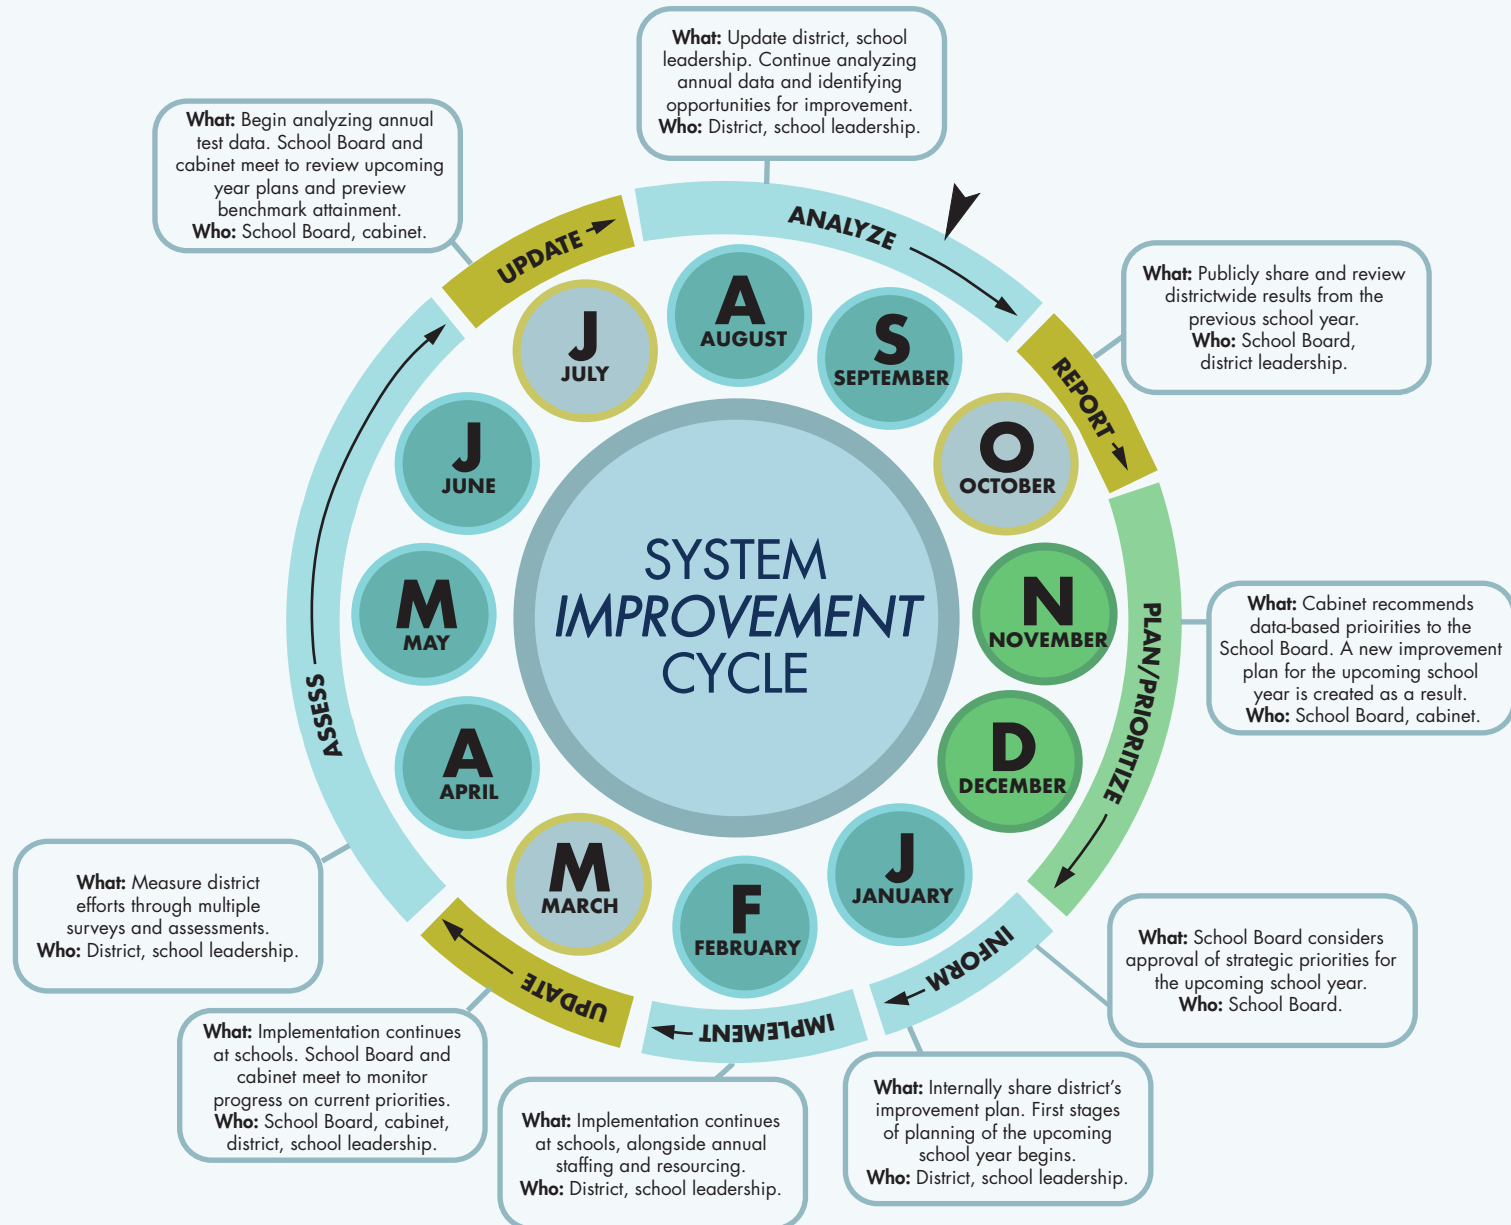 What: Update district, school
leadership. Continue analyzing
annual data and identifying
opportunities for improvement.
Who: District, school leadership.
What: Begin analyzing annual
test data. School Board and
cabinet meet to review upcoming
year plans and preview
benchmark attainment.
Who: School Board, cabinet.
What: Publicly share and review
districtwide results from the
previous school year.
Who: School Board,
district leadership.
What: Cabinet recommends
data-based prioirities to the
School Board. A new improvement
plan for the upcoming school
year is created as a result.
Who: School Board, cabinet.
What: School Board considers
approval of strategic priorities for
the upcoming school year.
Who: School Board.
What: Internally share district's
improvement plan. First stages
of planning of the upcoming
school year begins.
Who: District, school leadership.
What: Implementation continues
at schools, alongside annual
staffing and resourcing.
Who: District, school leadership.
What: Implementation continues
at schools. School Board and
cabinet meet to monitor
progress on current priorities.
Who: School Board, cabinet,
district, school leadership.
What: Measure district
efforts through multiple
surveys and assessments.
Who: District, school leadership.
UPDATE
ANALYZE
REPORT
PLAN/PRIORITIZE
INFORM
IMPLEMENT
UPDATE
ASSESS
J
JULY
A
AUGUST
S
SEPTEMBER
O
OCTOBER
N
NOVEMBER
D
DECEMBER
J
JANUARY
F
FEBRUARY
M
MARCH
A
APRIL
M
MAY
J
JUNE
SYSTEM
IMPROVEMENT
CYCLE